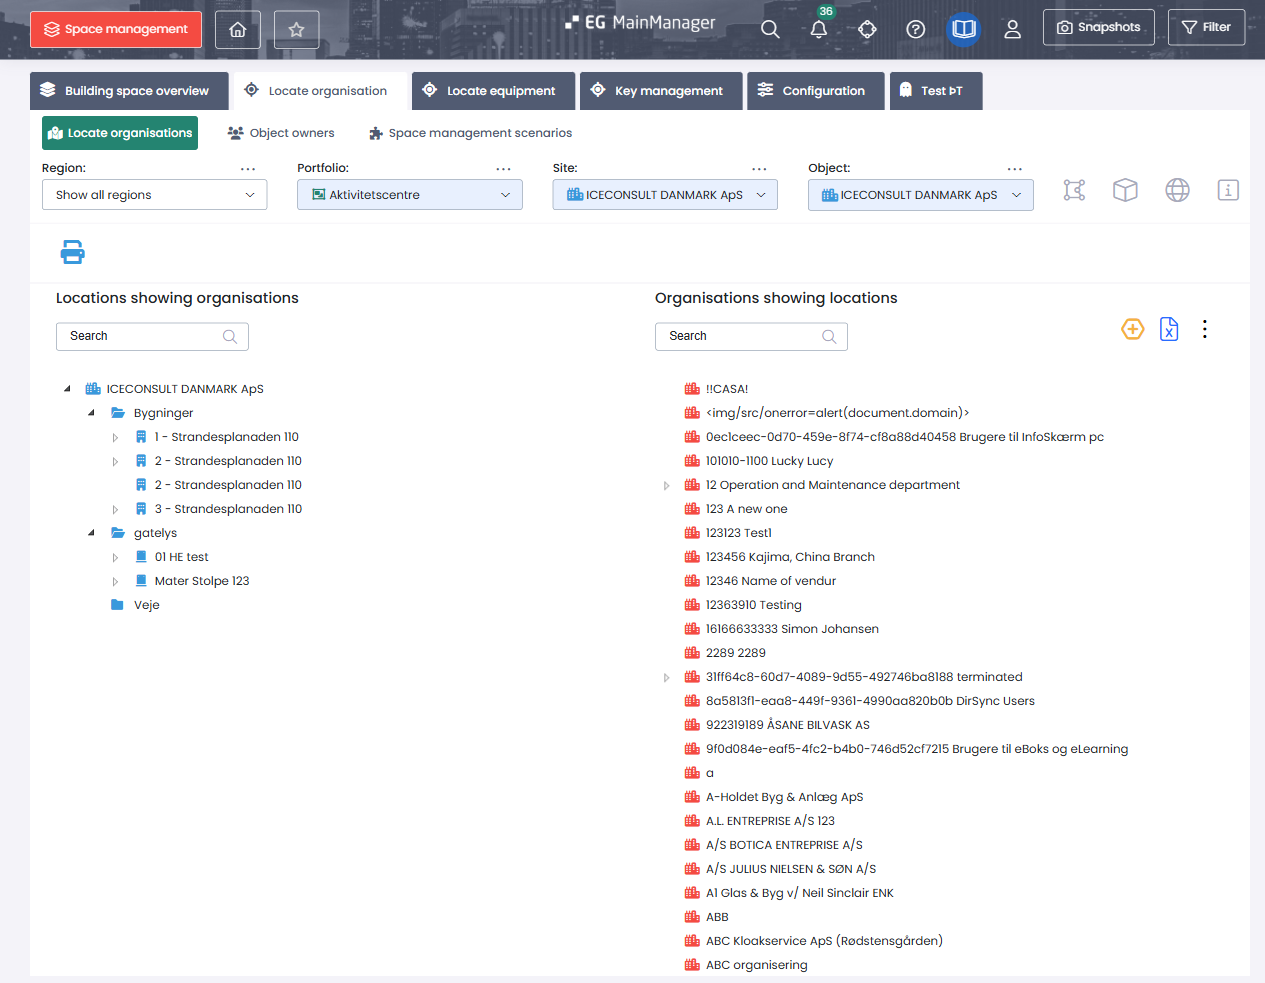 Space management
EG MainManager
36
Snapshots
Filter
Building space overview
Locate organisation
Locate equipment
Key management
Configuration
Test ÞT
Locate organisations
Object owners
Space management scenarios
Region:
Portfolio:
Site:
Object:
Show all regions
Aktivitetscentre
ICECONSULT DANMARK ApS
ICECONSULT DANMARK ApS
Locations showing organisations
Search
ICECONSULT DANMARK ApS
Bygninger
1 - Strandesplanaden 110
2 - Strandesplanaden 110
2 - Strandesplanaden 110
3 - Strandesplanaden 110
gatelys
01 HE test
Mater Stolpe 123
Veje
Organisations showing locations
Search
!!CASA!
<img/src/onerror=alert(document.domain)>
0ec1ceec-0d70-459e-8f74-cf8a88d40458 Brugere til InfoSkærm pc
101010-1100 Lucky Lucy
12 Operation and Maintenance department
123 A new one
123123 Test1
123456 Kajima, China Branch
12346 Name of vendur
12363910 Testing
16166633333 Simon Johansen
2289 2289
31ff64c8-60d7-4089-9d55-492746ba8188 terminated
8a5813f1-eaa8-449f-9361-4990aa820b0b DirSync Users
922319189 ÅSANE BILVASK AS
9f0d084e-eaf5-4fc2-b4b0-746d52cf7215 Brugere til eBoks og eLearning
a
A-Holdet Byg & Anlæg ApS
A.L. ENTREPRISE A/S 123
A/S BOTICA ENTREPRISE A/S
A/S JULIUS NIELSEN & SØN A/S
A1 Glas & Byg v/ Neil Sinclair ENK
ABB
ABC Kloakservice ApS (Rødstensgården)
ABC organisering